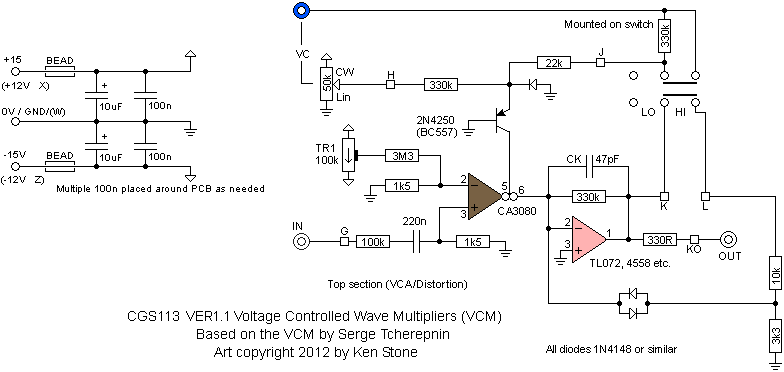 Mounted on switch
330k
J
VC
22k
+15
BEAD
(+12V X)
CW
50k
Lin
H
330k
LO
HI
10uF
100n
0V / GND/(W)
2N4250
(BC557)
TR1
100k
3M3
CK
47pF
10uF
100n
-15V
BEAD
(-12V Z)
1k5
2
5
6
CA3080
330k
K
L
Multiple 100n placed around PCB as needed
3
220n
2
1
3
IN
G
100k
1k5
330R
KO
OUT
TL072, 4558 etc.
10k
Top section (VCA/Distortion)
CGS113 VER1.1 Voltage Controlled Wave Multipliers (VCM)
Based on the VCM by Serge Tcherepnin
Art copyright 2012 by Ken Stone
All diodes 1N4148 or similar
3k3